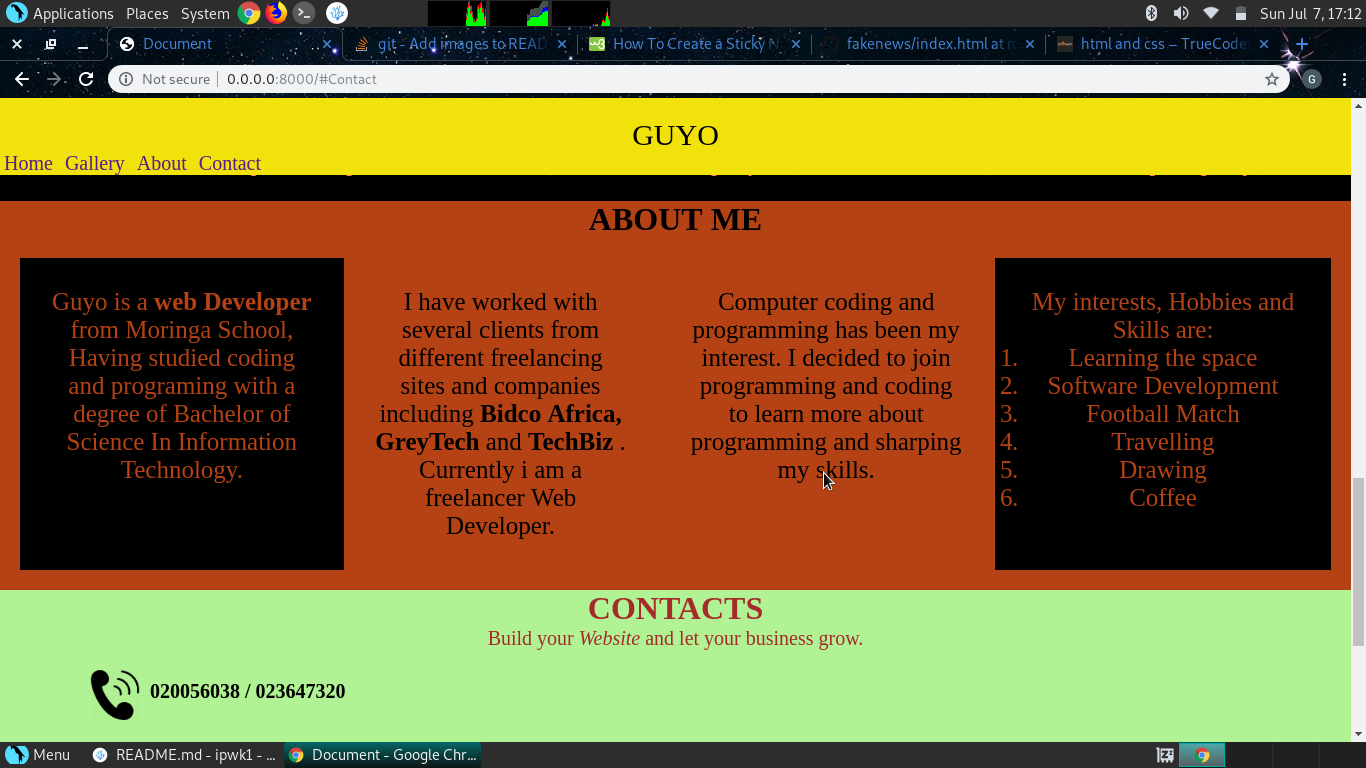 Applications Places System Sun Jul 7, 17:12
Document git - Add images to READ How To Create a Sticky N fakenews/index.html at m html and css – TrueCode
Not secure 0.0.0.0:8000/#Contact G
GUYO
Home Gallery About Contact
ABOUT ME
Guyo is a web Developer
from Moringa School,
Having studied coding
and programing with a
degree of Bachelor of
Science In Information
Technology.
I have worked with
several clients from
different freelancing
sites and companies
including Bidco Africa,
GreyTech and TechBiz .
Currently i am a
freelancer Web
Developer.
Computer coding and
programming has been my
interest. I decided to join
programming and coding
to learn more about
programming and sharping
my skills.
My interests, Hobbies and
Skills are:
1. Learning the space
2. Software Development
3. Football Match
4. Travelling
5. Drawing
6. Coffee
CONTACTS
Build your Website and let your business grow.
020056038 / 023647320
Menu README.md - ipwk1 - ... Document - Google Chr...